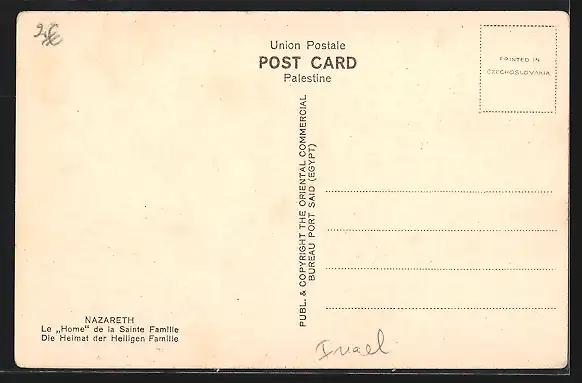 Union Postale
POST CARD
Palestine
PRINTED IN
CZECHOSLOVAKIA
PUBL. & COPYRIGHT THE ORIENTAL COMMERCIAL
BUREAU PORT SAID (EGYPT)
NAZARETH
Le „Home“ de la Sainte Famille
Die Heimat der Heiligen Familie
Israel